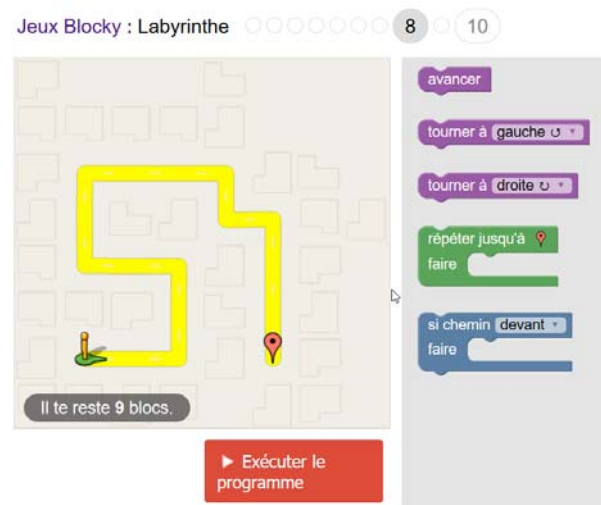 Jeux Blocky : Labyrinthe 8 10
avancer
tourner à gauche ↺
tourner à droite ↻
répéter jusqu'à
faire
si chemin devant
faire
Il te reste 9 blocs.
Exécuter le
programme